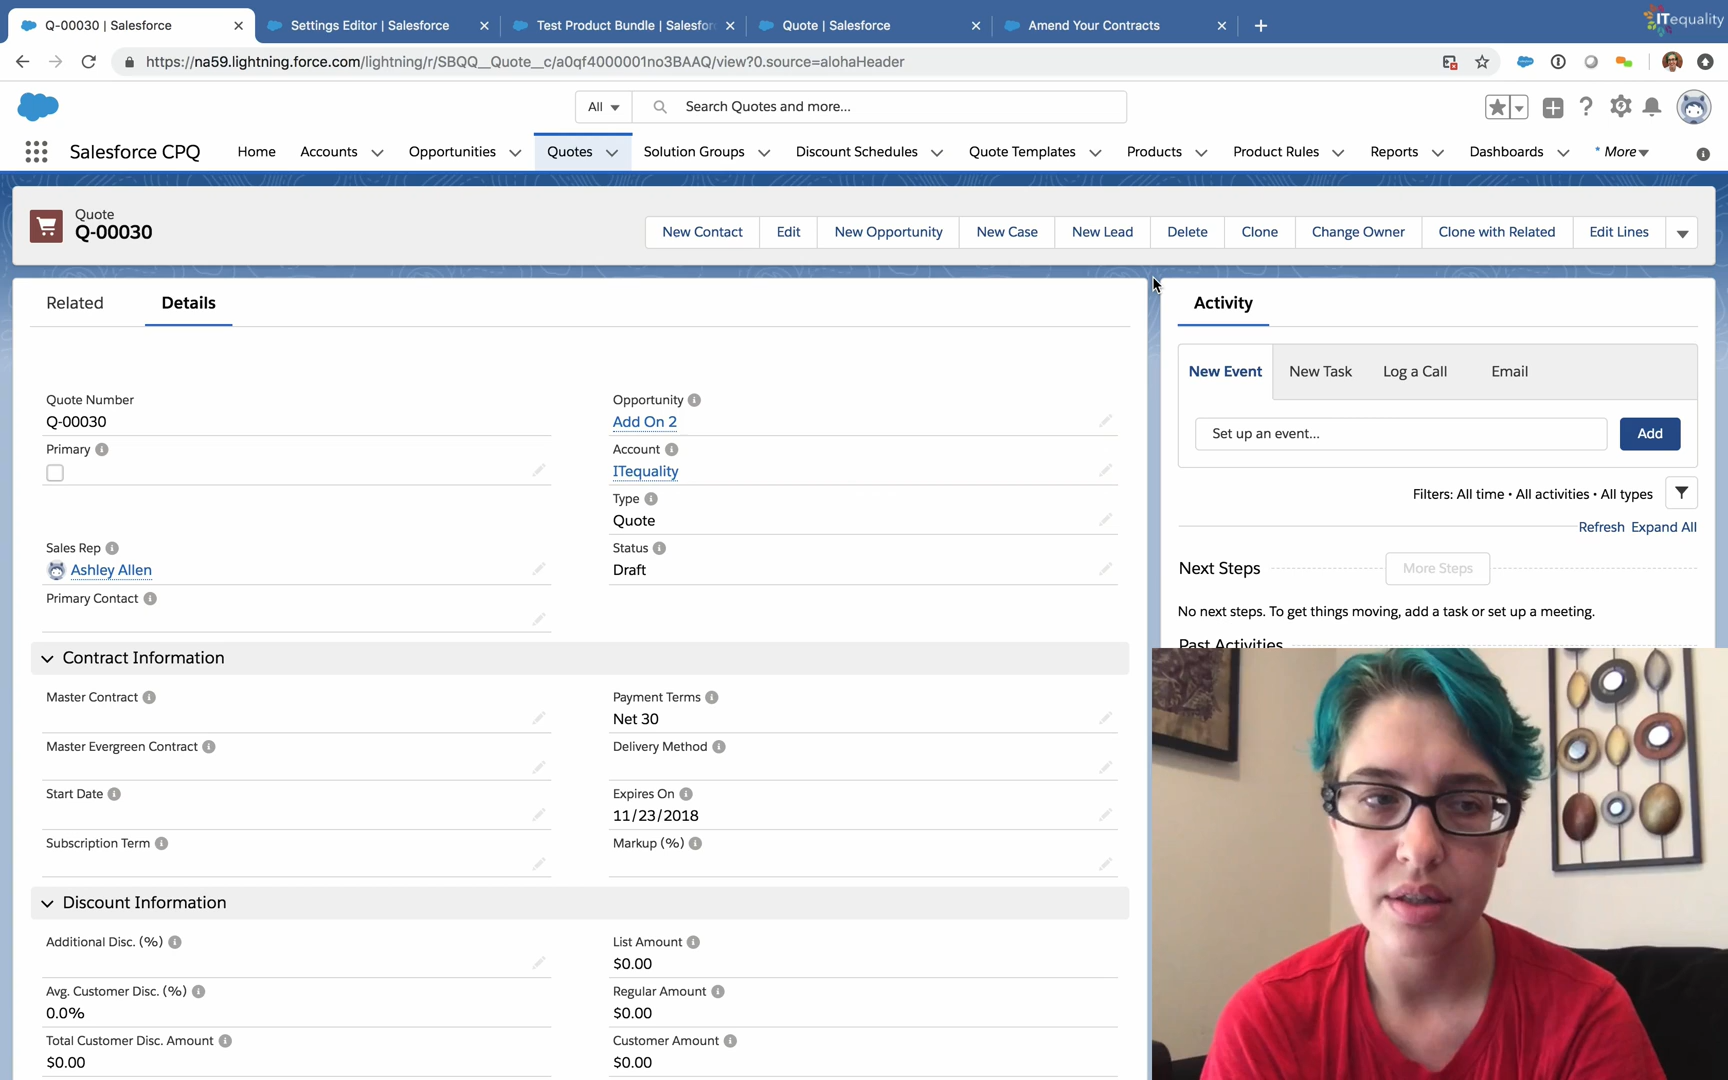 Q-00030 | Salesforce
Settings Editor | Salesforce
Test Product Bundle | Salesfor
Quote | Salesforce
Amend Your Contracts
ITequality
https://na59.lightning.force.com/lightning/r/SBQQ__Quote__c/a0qf4000001no3BAAQ/view?0.source=alohaHeader
All
Search Quotes and more...
Salesforce CPQ
Home
Accounts
Opportunities
Quotes
Solution Groups
Discount Schedules
Quote Templates
Products
Product Rules
Reports
Dashboards
* More
Quote
Q-00030
New Contact
Edit
New Opportunity
New Case
New Lead
Delete
Clone
Change Owner
Clone with Related
Edit Lines
Related
Details
Quote Number
Q-00030
Opportunity
Add On 2
Primary
Account
ITequality
Type
Quote
Sales Rep
Ashley Allen
Status
Draft
Primary Contact
Contract Information
Master Contract
Payment Terms
Net 30
Master Evergreen Contract
Delivery Method
Start Date
Expires On
11/23/2018
Subscription Term
Markup (%)
Discount Information
Additional Disc. (%)
List Amount
$0.00
Avg. Customer Disc. (%)
0.0%
Regular Amount
$0.00
Total Customer Disc. Amount
$0.00
Customer Amount
$0.00
Activity
New Event
New Task
Log a Call
Email
Set up an event...
Add
Filters: All time • All activities • All types
Refresh
Expand All
Next Steps
More Steps
No next steps. To get things moving, add a task or set up a meeting.
Past Activities